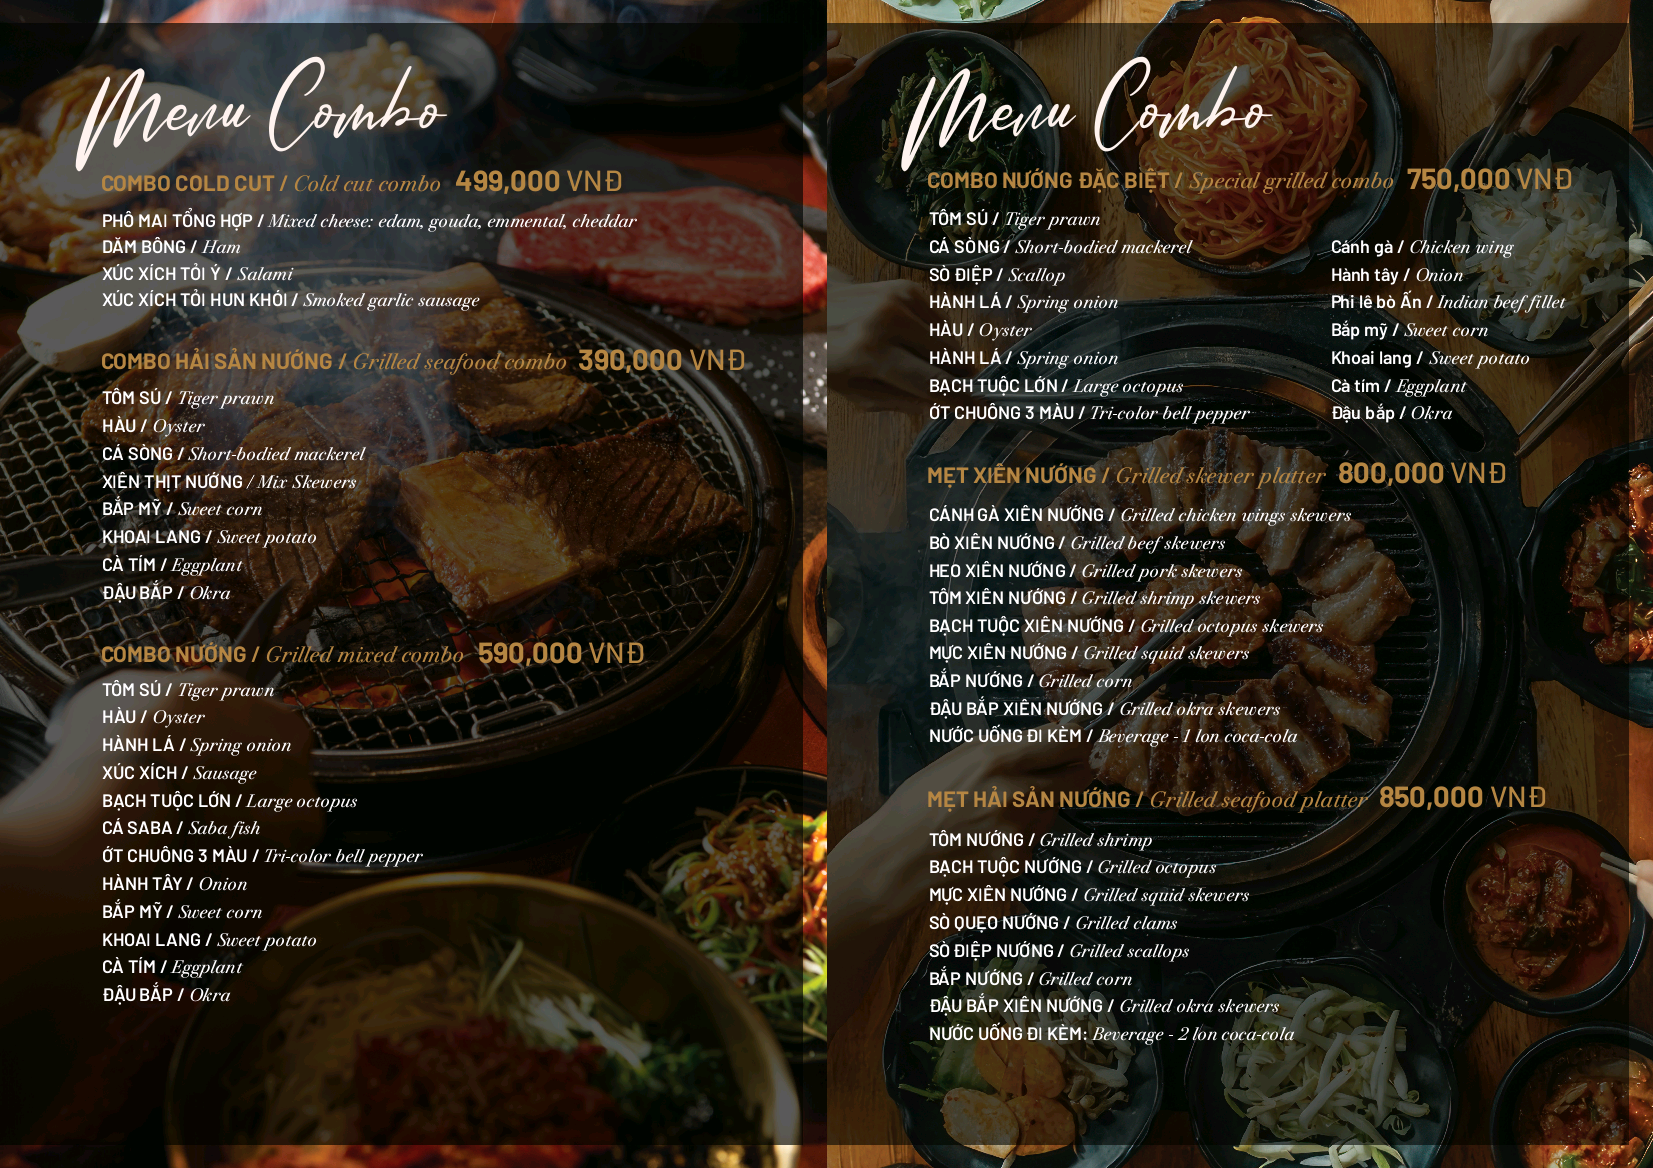 Menu Combo
COMBO COLD CUT / Cold cut combo 499,000 VNĐ
PHÔ MAI TỔNG HỢP / Mixed cheese: edam, gouda, emmental, cheddar
DĂM BÔNG / Ham
XÚC XÍCH TỎI Ý / Salami
XÚC XÍCH TỎI HUN KHÓI / Smoked garlic sausage
COMBO HẢI SẢN NƯỚNG / Grilled seafood combo 390,000 VNĐ
TÔM SÚ / Tiger prawn
HÀU / Oyster
CÁ SÒNG / Short-bodied mackerel
XIÊN THỊT NƯỚNG / Mix Skewers
BẮP MỸ / Sweet corn
KHOAI LANG / Sweet potato
CÀ TÍM / Eggplant
ĐẬU BẮP / Okra
COMBO NƯỚNG / Grilled mixed combo 590,000 VNĐ
TÔM SÚ / Tiger prawn
HÀU / Oyster
HÀNH LÁ / Spring onion
XÚC XÍCH / Sausage
BẠCH TUỘC LỚN / Large octopus
CÁ SABA / Saba fish
ỚT CHUÔNG 3 MÀU / Tri-color bell pepper
HÀNH TÂY / Onion
BẮP MỸ / Sweet corn
KHOAI LANG / Sweet potato
CÀ TÍM / Eggplant
ĐẬU BẮP / Okra
Menu Combo
COMBO NƯỚNG ĐẶC BIỆT / Special grilled combo 750,000 VNĐ
TÔM SÚ / Tiger prawn
CÁ SÒNG / Short-bodied mackerel
SÒ ĐIỆP / Scallop
HÀNH LÁ / Spring onion
HÀU / Oyster
HÀNH LÁ / Spring onion
BẠCH TUỘC LỚN / Large octopus
ỚT CHUÔNG 3 MÀU / Tri-color bell pepper
Cánh gà / Chicken wing
Hành tây / Onion
Phi lê bò Ấn / Indian beef fillet
Bắp mỹ / Sweet corn
Khoai lang / Sweet potato
Cà tím / Eggplant
Đậu bắp / Okra
MẸT XIÊN NƯỚNG / Grilled skewer platter 800,000 VNĐ
CÁNH GÀ XIÊN NƯỚNG / Grilled chicken wings skewers
BÒ XIÊN NƯỚNG / Grilled beef skewers
HEO XIÊN NƯỚNG / Grilled pork skewers
TÔM XIÊN NƯỚNG / Grilled shrimp skewers
BẠCH TUỘC XIÊN NƯỚNG / Grilled octopus skewers
MỰC XIÊN NƯỚNG / Grilled squid skewers
BẮP NƯỚNG / Grilled corn
ĐẬU BẮP XIÊN NƯỚNG / Grilled okra skewers
NƯỚC UỐNG ĐI KÈM / Beverage - 1 lon coca-cola
MẸT HẢI SẢN NƯỚNG / Grilled seafood platter 850,000 VNĐ
TÔM NƯỚNG / Grilled shrimp
BẠCH TUỘC NƯỚNG / Grilled octopus
MỰC XIÊN NƯỚNG / Grilled squid skewers
SÒ QUẸO NƯỚNG / Grilled clams
SÒ ĐIỆP NƯỚNG / Grilled scallops
BẮP NƯỚNG / Grilled corn
ĐẬU BẮP XIÊN NƯỚNG / Grilled okra skewers
NƯỚC UỐNG ĐI KÈM: Beverage - 2 lon coca-cola